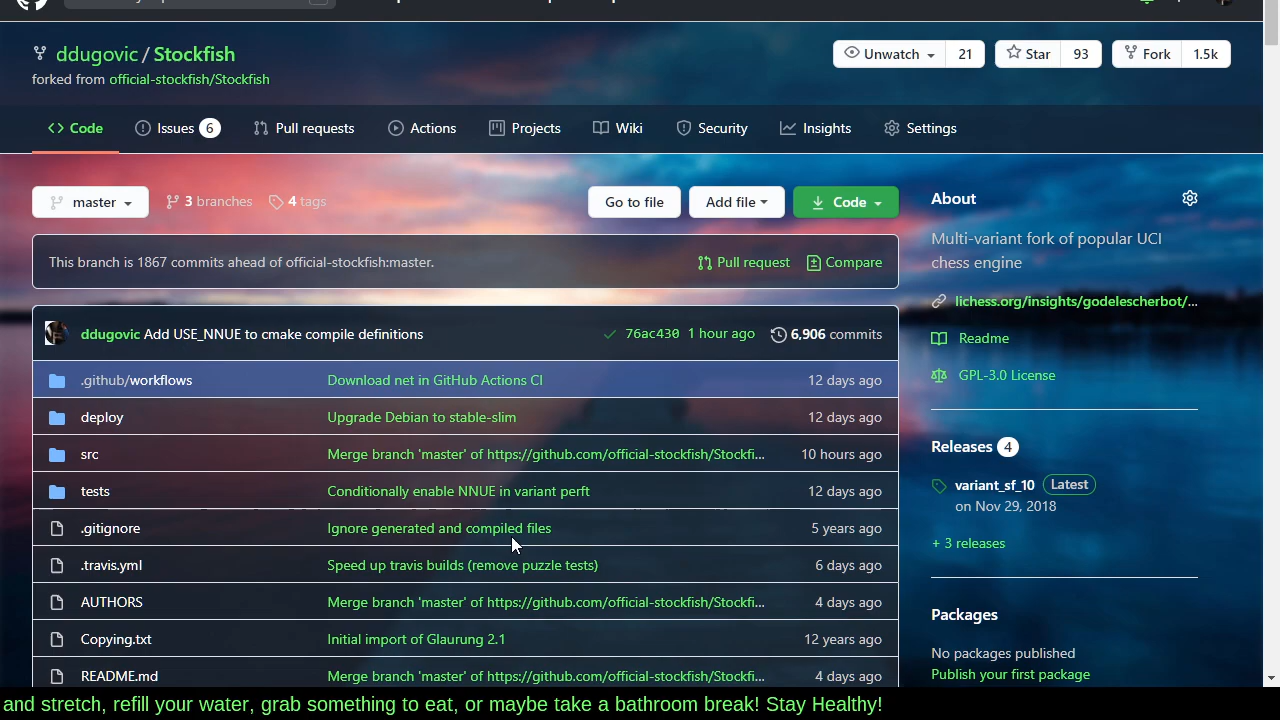 ddugovic / Stockfish
Unwatch 21 Star 93 Fork 1.5k
forked from official-stockfish/Stockfish
Code Issues 6 Pull requests Actions Projects Wiki Security Insights Settings
master 3 branches 4 tags Go to file Add file Code
This branch is 1867 commits ahead of official-stockfish:master. Pull request Compare
ddugovic Add USE_NNUE to cmake compile definitions 76ac430 1 hour ago 6,906 commits
.github/workflows Download net in GitHub Actions CI 12 days ago
deploy Upgrade Debian to stable-slim 12 days ago
src Merge branch 'master' of https://github.com/official-stockfish/Stockfi... 10 hours ago
tests Conditionally enable NNUE in variant perft 12 days ago
.gitignore Ignore generated and compiled files 5 years ago
.travis.yml Speed up travis builds (remove puzzle tests) 6 days ago
AUTHORS Merge branch 'master' of https://github.com/official-stockfish/Stockfi... 4 days ago
Copying.txt Initial import of Glaurung 2.1 12 years ago
README.md Merge branch 'master' of https://github.com/official-stockfish/Stockfi... 4 days ago
About
Multi-variant fork of popular UCI
chess engine
lichess.org/insights/godelescherbot/...
Readme
GPL-3.0 License
Releases 4
variant_sf_10 Latest
on Nov 29, 2018
+ 3 releases
Packages
No packages published
Publish your first package
and stretch, refill your water, grab something to eat, or maybe take a bathroom break! Stay Healthy!